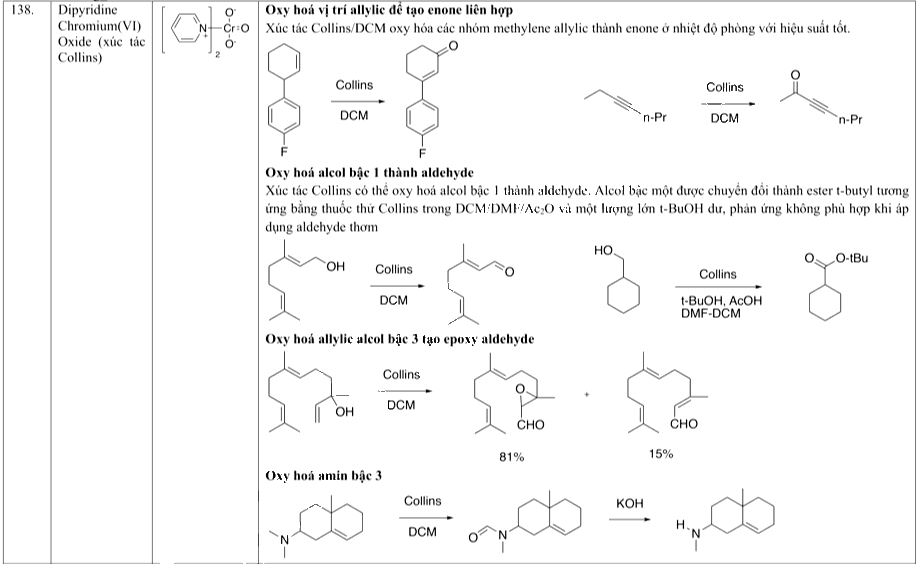 138.
Dipyridine
Chromium(VI)
Oxide (xúc tác
Collins)
N
+
O
-
Cr=O
O
-
2
Oxy hoá vị trí allylic để tạo enone liên hợp
Xúc tác Collins/DCM oxy hóa các nhóm methylene allylic thành enone ở nhiệt độ phòng với hiệu suất tốt.
F
Collins
DCM
O
F
n-Pr
Collins
DCM
O
n-Pr
Oxy hoá alcol bậc 1 thành aldehyde
Xúc tác Collins có thể oxy hoá alcol bậc 1 thành aldehyde. Alcol bậc một được chuyển đổi thành ester t-butyl tương
ứng bằng thuốc thử Collins trong DCM/DMF/Ac₂O và một lượng lớn t-BuOH dư, phản ứng không phù hợp khi áp
dụng aldehyde thơm
OH
Collins
DCM
O
HO
Collins
t-BuOH, AcOH
DMF-DCM
O
O-tBu
Oxy hoá allylic alcol bậc 3 tạo epoxy aldehyde
OH
Collins
DCM
O
CHO
81%
+
CHO
15%
Oxy hoá amin bậc 3
N
Collins
DCM
O
N
KOH
H
N